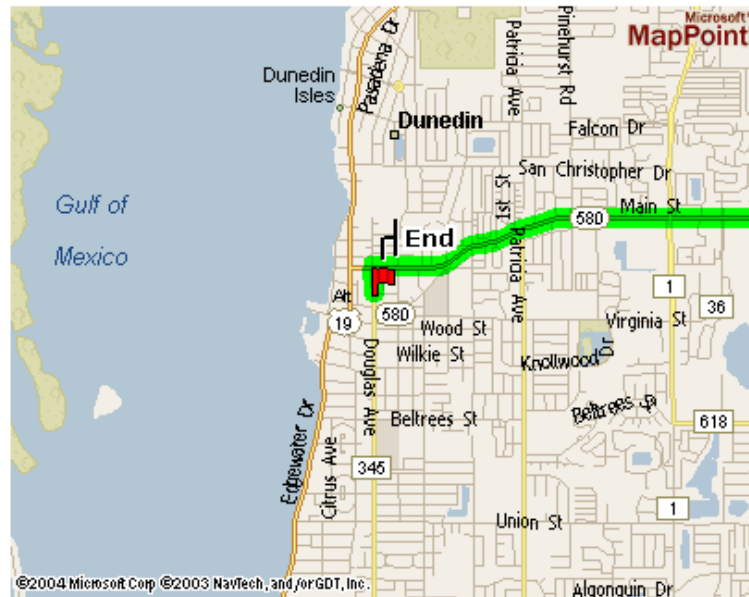 Microsoft®
MapPoint
Pasadena Dr
Patricia Ave
Pinehurst Rd
Dunedin
Isles
Dunedin
Falcon Dr
San Christopher Dr
1st St
Main St
580
Gulf of
Mexico
End
Patricia Ave
Alt
19
580
1
36
Wood St
Virginia St
Wilkie St
Knollwood Dr
Douglas Ave
Beltrees St
Beltrees
618
Edgewater Dr
Citrus Ave
345
1
Union St
©2004 Microsoft Corp ©2003 NavTech, and/or GDT, Inc.
Algonquin Dr